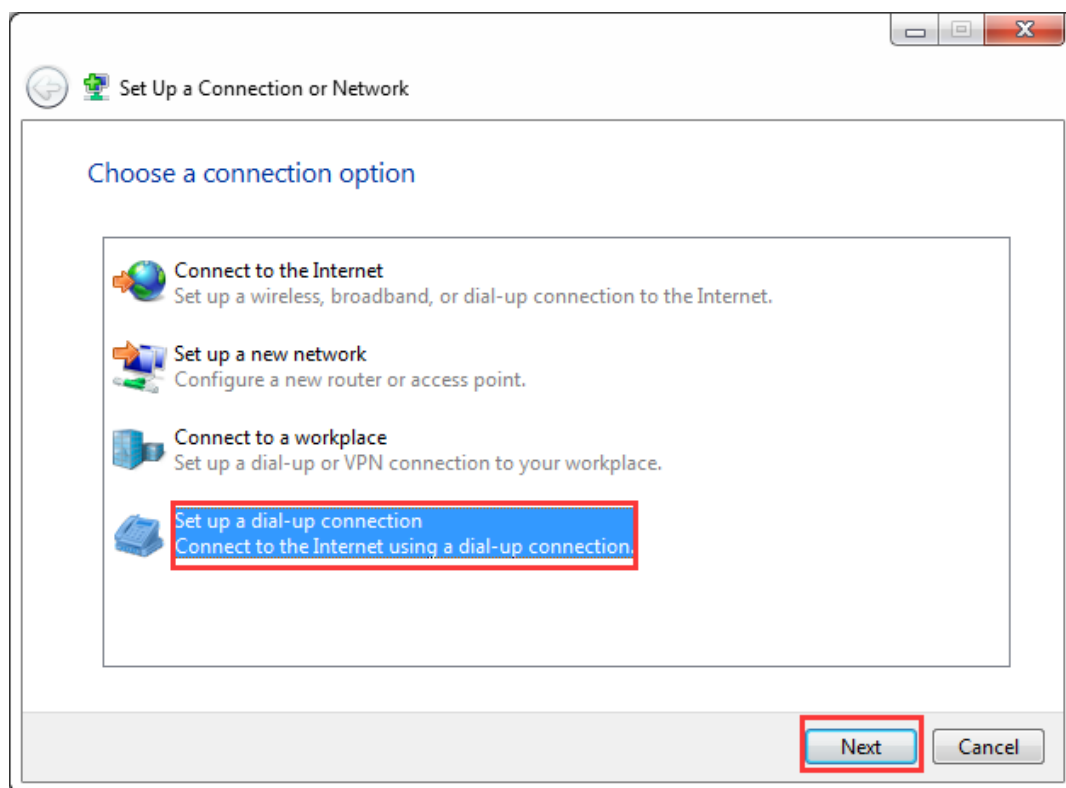 Set Up a Connection or Network
Choose a connection option
Connect to the Internet
Set up a wireless, broadband, or dial-up connection to the Internet.
Set up a new network
Configure a new router or access point.
Connect to a workplace
Set up a dial-up or VPN connection to your workplace.
Set up a dial-up connection
Connect to the Internet using a dial-up connection.
Next Cancel